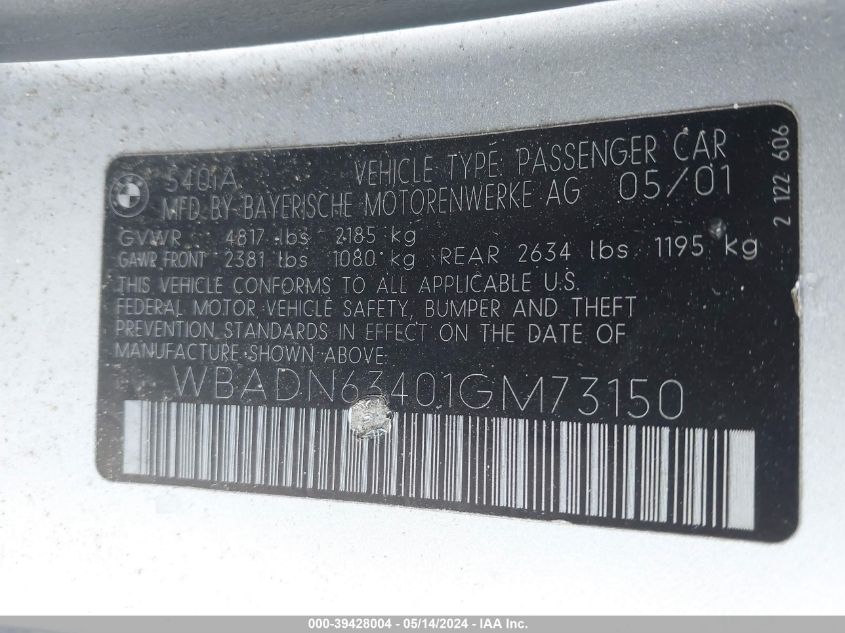 BMW
540iA VEHICLE TYPE PASSENGER CAR
MFD BY BAYERISCHE MOTORENWERKE AG 05/01
GVWR 4817 lbs 2185 kg
GAWR FRONT 2381 lbs 1080 kg REAR 2634 lbs 1195 kg
THIS VEHICLE CONFORMS TO ALL APPLICABLE U.S.
FEDERAL MOTOR VEHICLE SAFETY, BUMPER AND THEFT
PREVENTION STANDARDS IN EFFECT ON THE DATE OF
MANUFACTURE SHOWN ABOVE:
WBADN63401GM73150
2 122 606
000-39428004 - 05/14/2024 - IAA Inc.